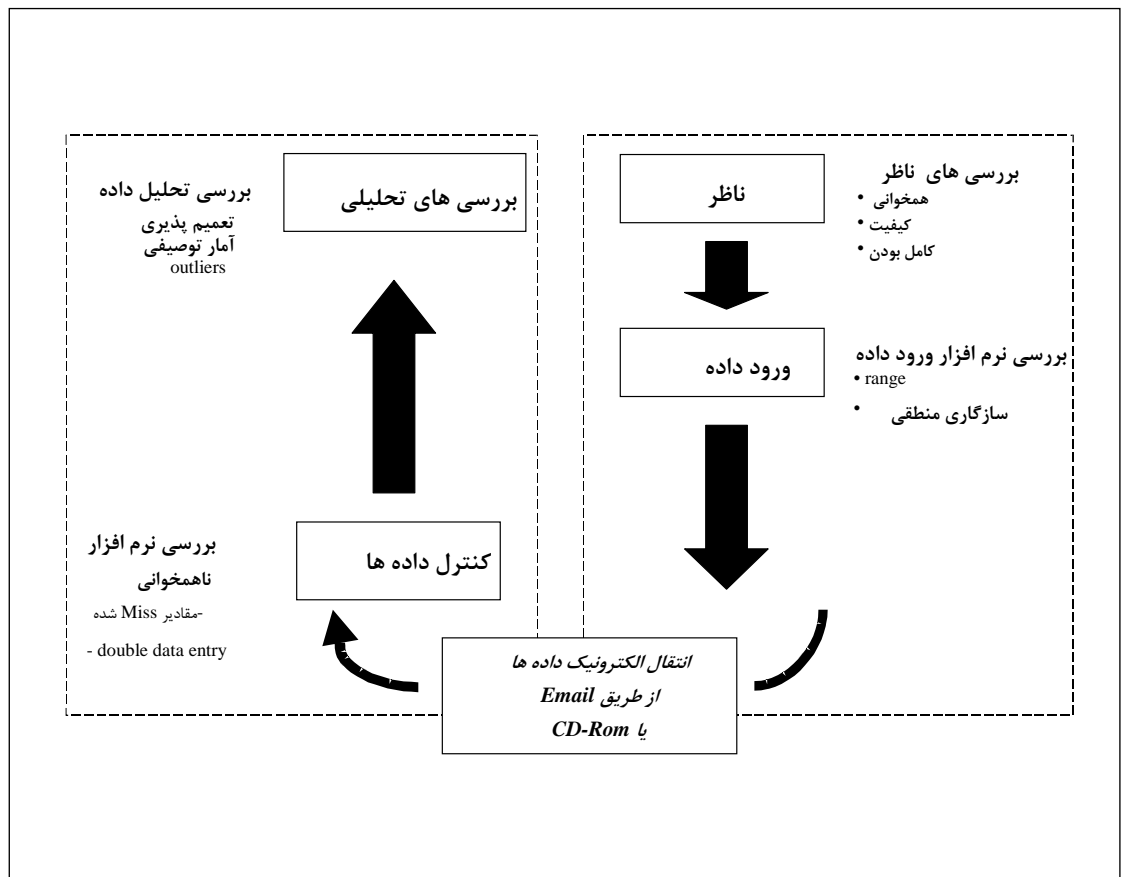 ناظر
بررسی های ناظر
• همخوانی
• کیفیت
• کامل بودن
ورود داده
بررسی نرم افزار ورود داده
• range
• سازگاری منطقی
انتقال الکترونیک داده ها
از طریق Email
یا CD-Rom
کنترل داده ها
بررسی نرم افزار
ناهمخوانی
-مقادیر Miss شده
- double data entry
بررسی های تحلیلی
بررسی تحلیل داده
تعمیم پذیری
آمار توصیفی
outliers